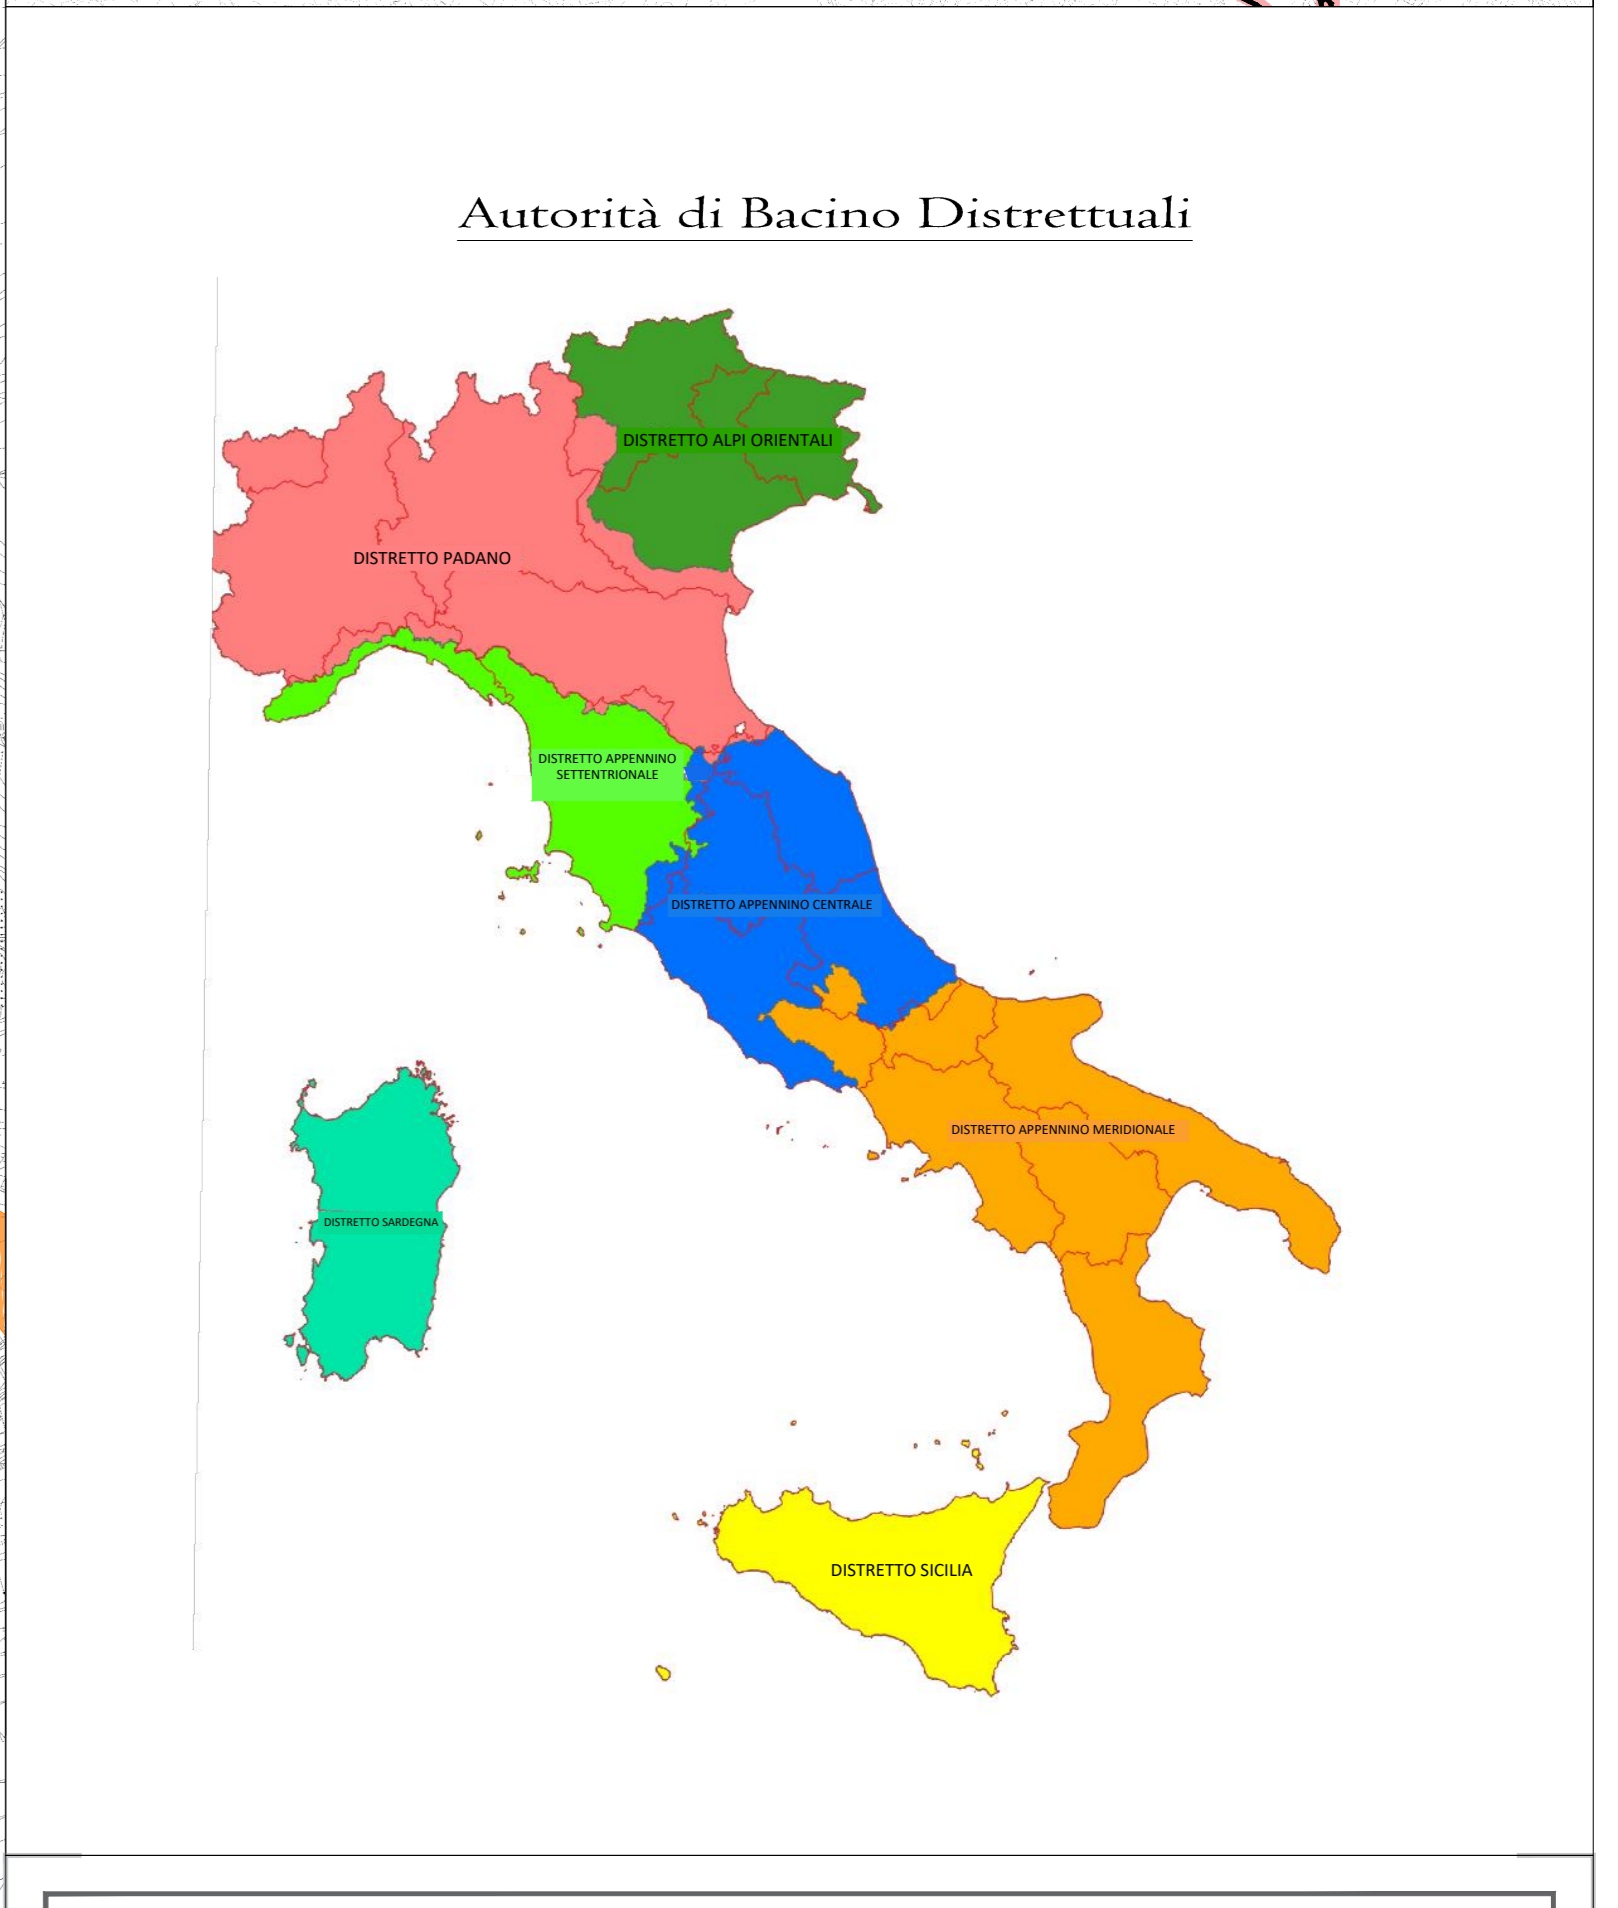 Autorità di Bacino Distrettuali
DISTRETTO ALPI ORIENTALI
DISTRETTO PADANO
DISTRETTO APPENNINO
SETTENTRIONALE
DISTRETTO APPENNINO CENTRALE
DISTRETTO APPENNINO MERIDIONALE
DISTRETTO SARDEGNA
DISTRETTO SICILIA